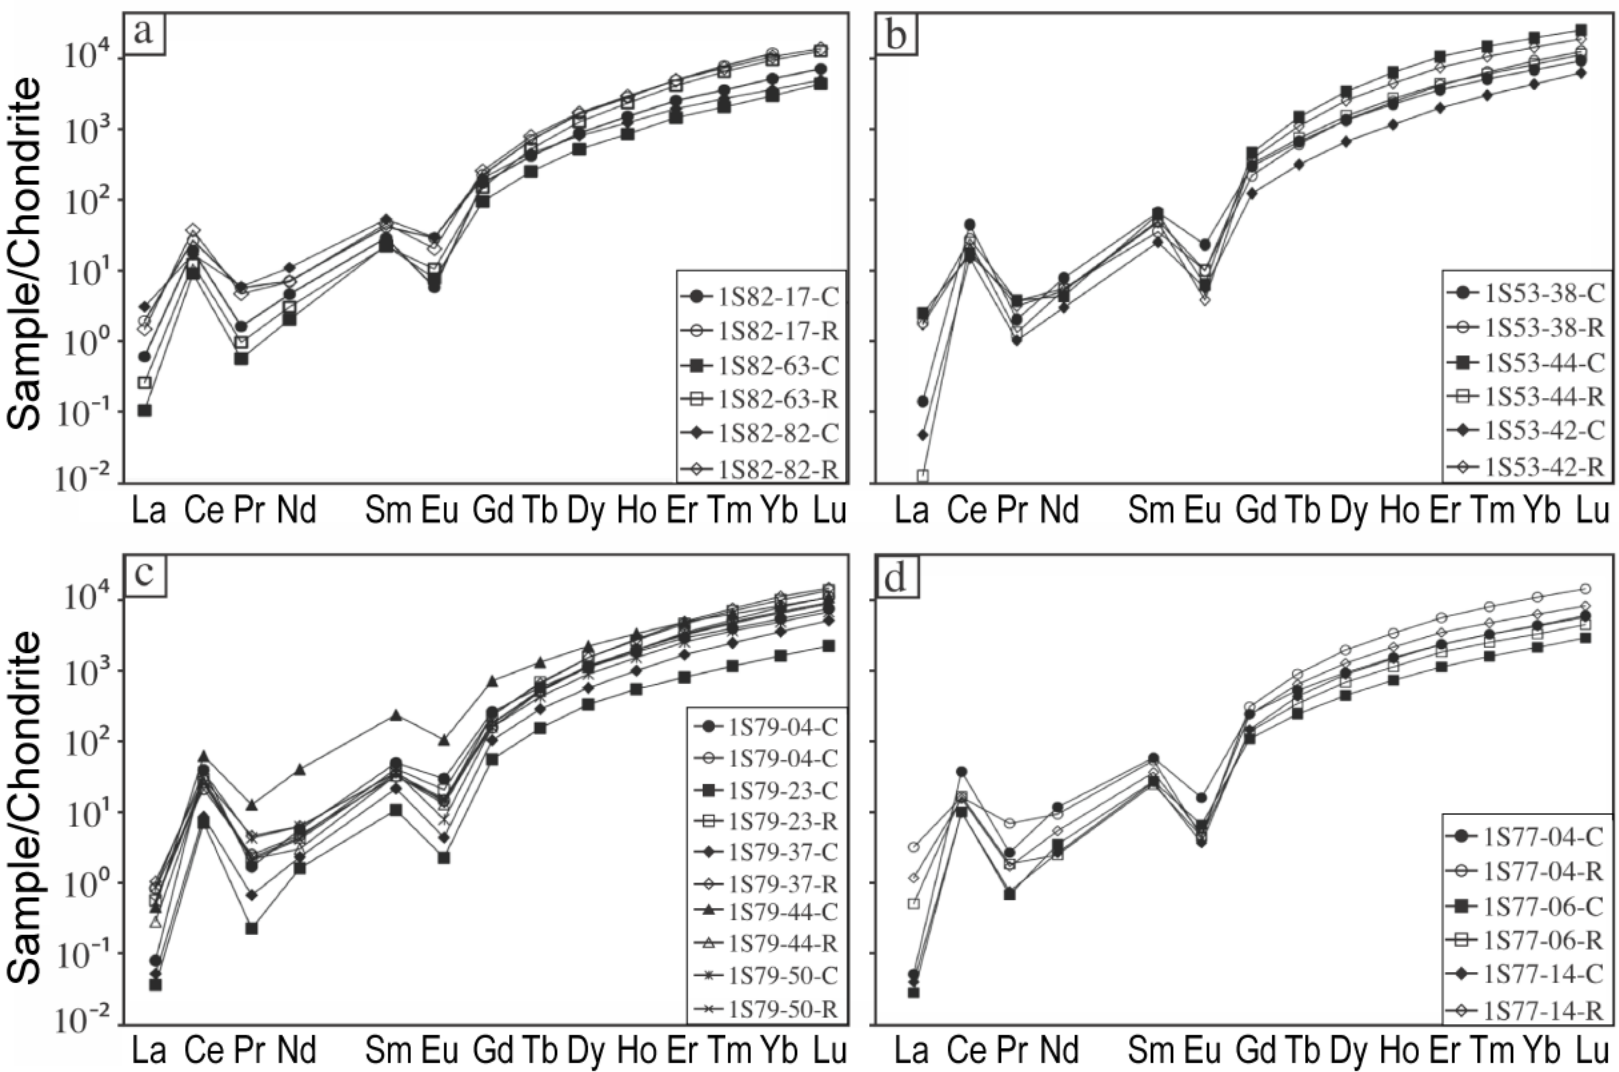 a
b
Sample/Chondrite
10⁴
10³
10²
10¹
10⁰
10⁻¹
10⁻²
1S82-17-C
1S82-17-R
1S82-63-C
1S82-63-R
1S82-82-C
1S82-82-R
1S53-38-C
1S53-38-R
1S53-44-C
1S53-44-R
1S53-42-C
1S53-42-R
La Ce Pr Nd Sm Eu Gd Tb Dy Ho Er Tm Yb Lu
La Ce Pr Nd Sm Eu Gd Tb Dy Ho Er Tm Yb Lu
c
d
Sample/Chondrite
10⁴
10³
10²
10¹
10⁰
10⁻¹
10⁻²
1S79-04-C
1S79-04-C
1S79-23-C
1S79-23-R
1S79-37-C
1S79-37-R
1S79-44-C
1S79-44-R
1S79-50-C
1S79-50-R
1S77-04-C
1S77-04-R
1S77-06-C
1S77-06-R
1S77-14-C
1S77-14-R
La Ce Pr Nd Sm Eu Gd Tb Dy Ho Er Tm Yb Lu
La Ce Pr Nd Sm Eu Gd Tb Dy Ho Er Tm Yb Lu